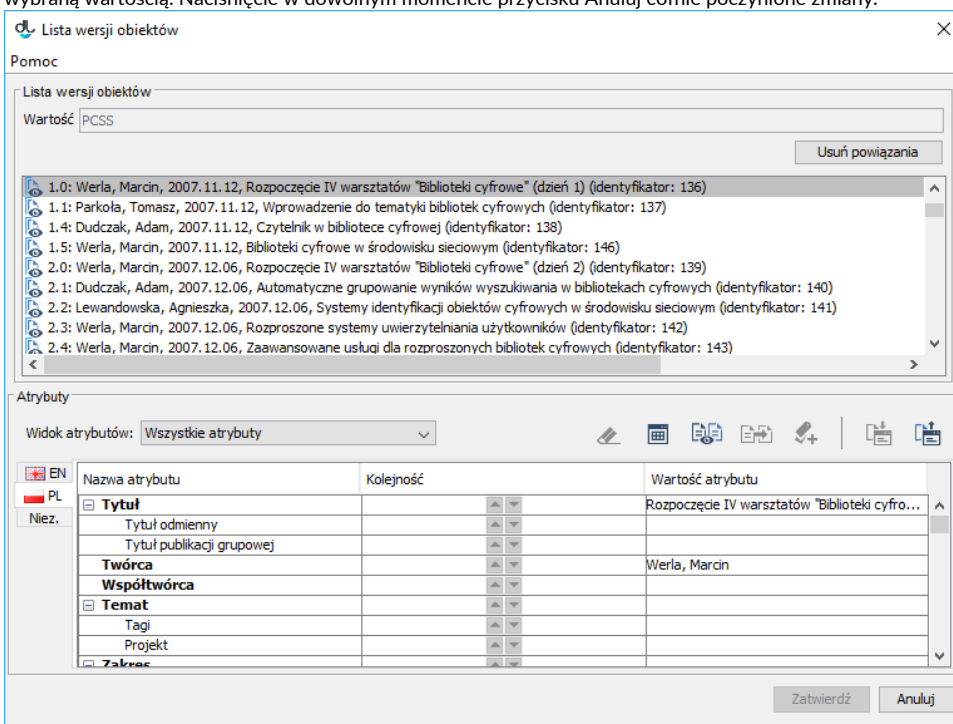 wybraną wartością. Naciśnięcie w dowolnym momencie przycisku Anuluj cofnie poczynione zmiany.
Lista wersji obiektów
Pomoc
Lista wersji obiektów
Wartość PCSS
Usuń powiązania
1.0: Werla, Marcin, 2007.11.12, Rozpoczęcie IV warsztatów "Biblioteki cyfrowe" (dzień 1) (identyfikator: 136)
1.1: Parkoła, Tomasz, 2007.11.12, Wprowadzenie do tematyki bibliotek cyfrowych (identyfikator: 137)
1.4: Dudczak, Adam, 2007.11.12, Czytelnik w bibliotece cyfrowej (identyfikator: 138)
1.5: Werla, Marcin, 2007.11.12, Biblioteki cyfrowe w środowisku sieciowym (identyfikator: 146)
2.0: Werla, Marcin, 2007.12.06, Rozpoczęcie IV warsztatów "Biblioteki cyfrowe" (dzień 2) (identyfikator: 139)
2.1: Dudczak, Adam, 2007.12.06, Automatyczne grupowanie wyników wyszukiwania w bibliotekach cyfrowych (identyfikator: 140)
2.2: Lewandowska, Agnieszka, 2007.12.06, Systemy identyfikacji obiektów cyfrowych w środowisku sieciowym (identyfikator: 141)
2.3: Werla, Marcin, 2007.12.06, Rozproszone systemy uwierzytelniania użytkowników (identyfikator: 142)
2.4: Werla, Marcin, 2007.12.06, Zaawansowane usługi dla rozproszonych bibliotek cyfrowych (identyfikator: 143)
Atrybuty
Widok atrybutów: Wszystkie atrybuty
EN
PL
Niez.
Nazwa atrybutu Kolejność Wartość atrybutu
Tytuł Rozpoczęcie IV warsztatów "Biblioteki cyfro...
Tytuł odmienny
Tytuł publikacji grupowej
Twórca Werla, Marcin
Współtwórca
Temat
Tagi
Projekt
Zakres
Zatwierdź Anuluj